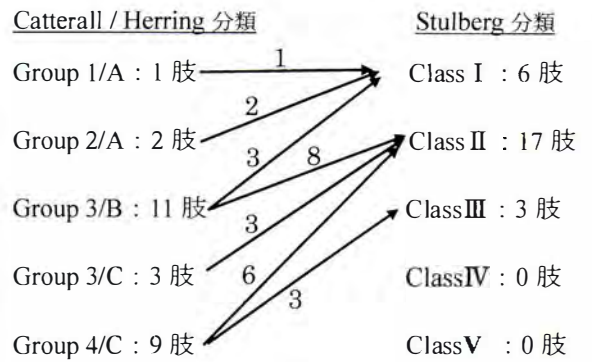 Catterall / Herring 分類 Stulberg 分類
1
Group 1/A : 1 肢 Class I : 6 肢
2
Group 2/A : 2 肢 3 8 Class II : 17 肢
Group 3/B : 11 肢 Class III : 3 肢
3
Group 3/C : 3 肢 6 3 Class IV : 0 肢
Group 4/C : 9 肢 Class V : 0 肢